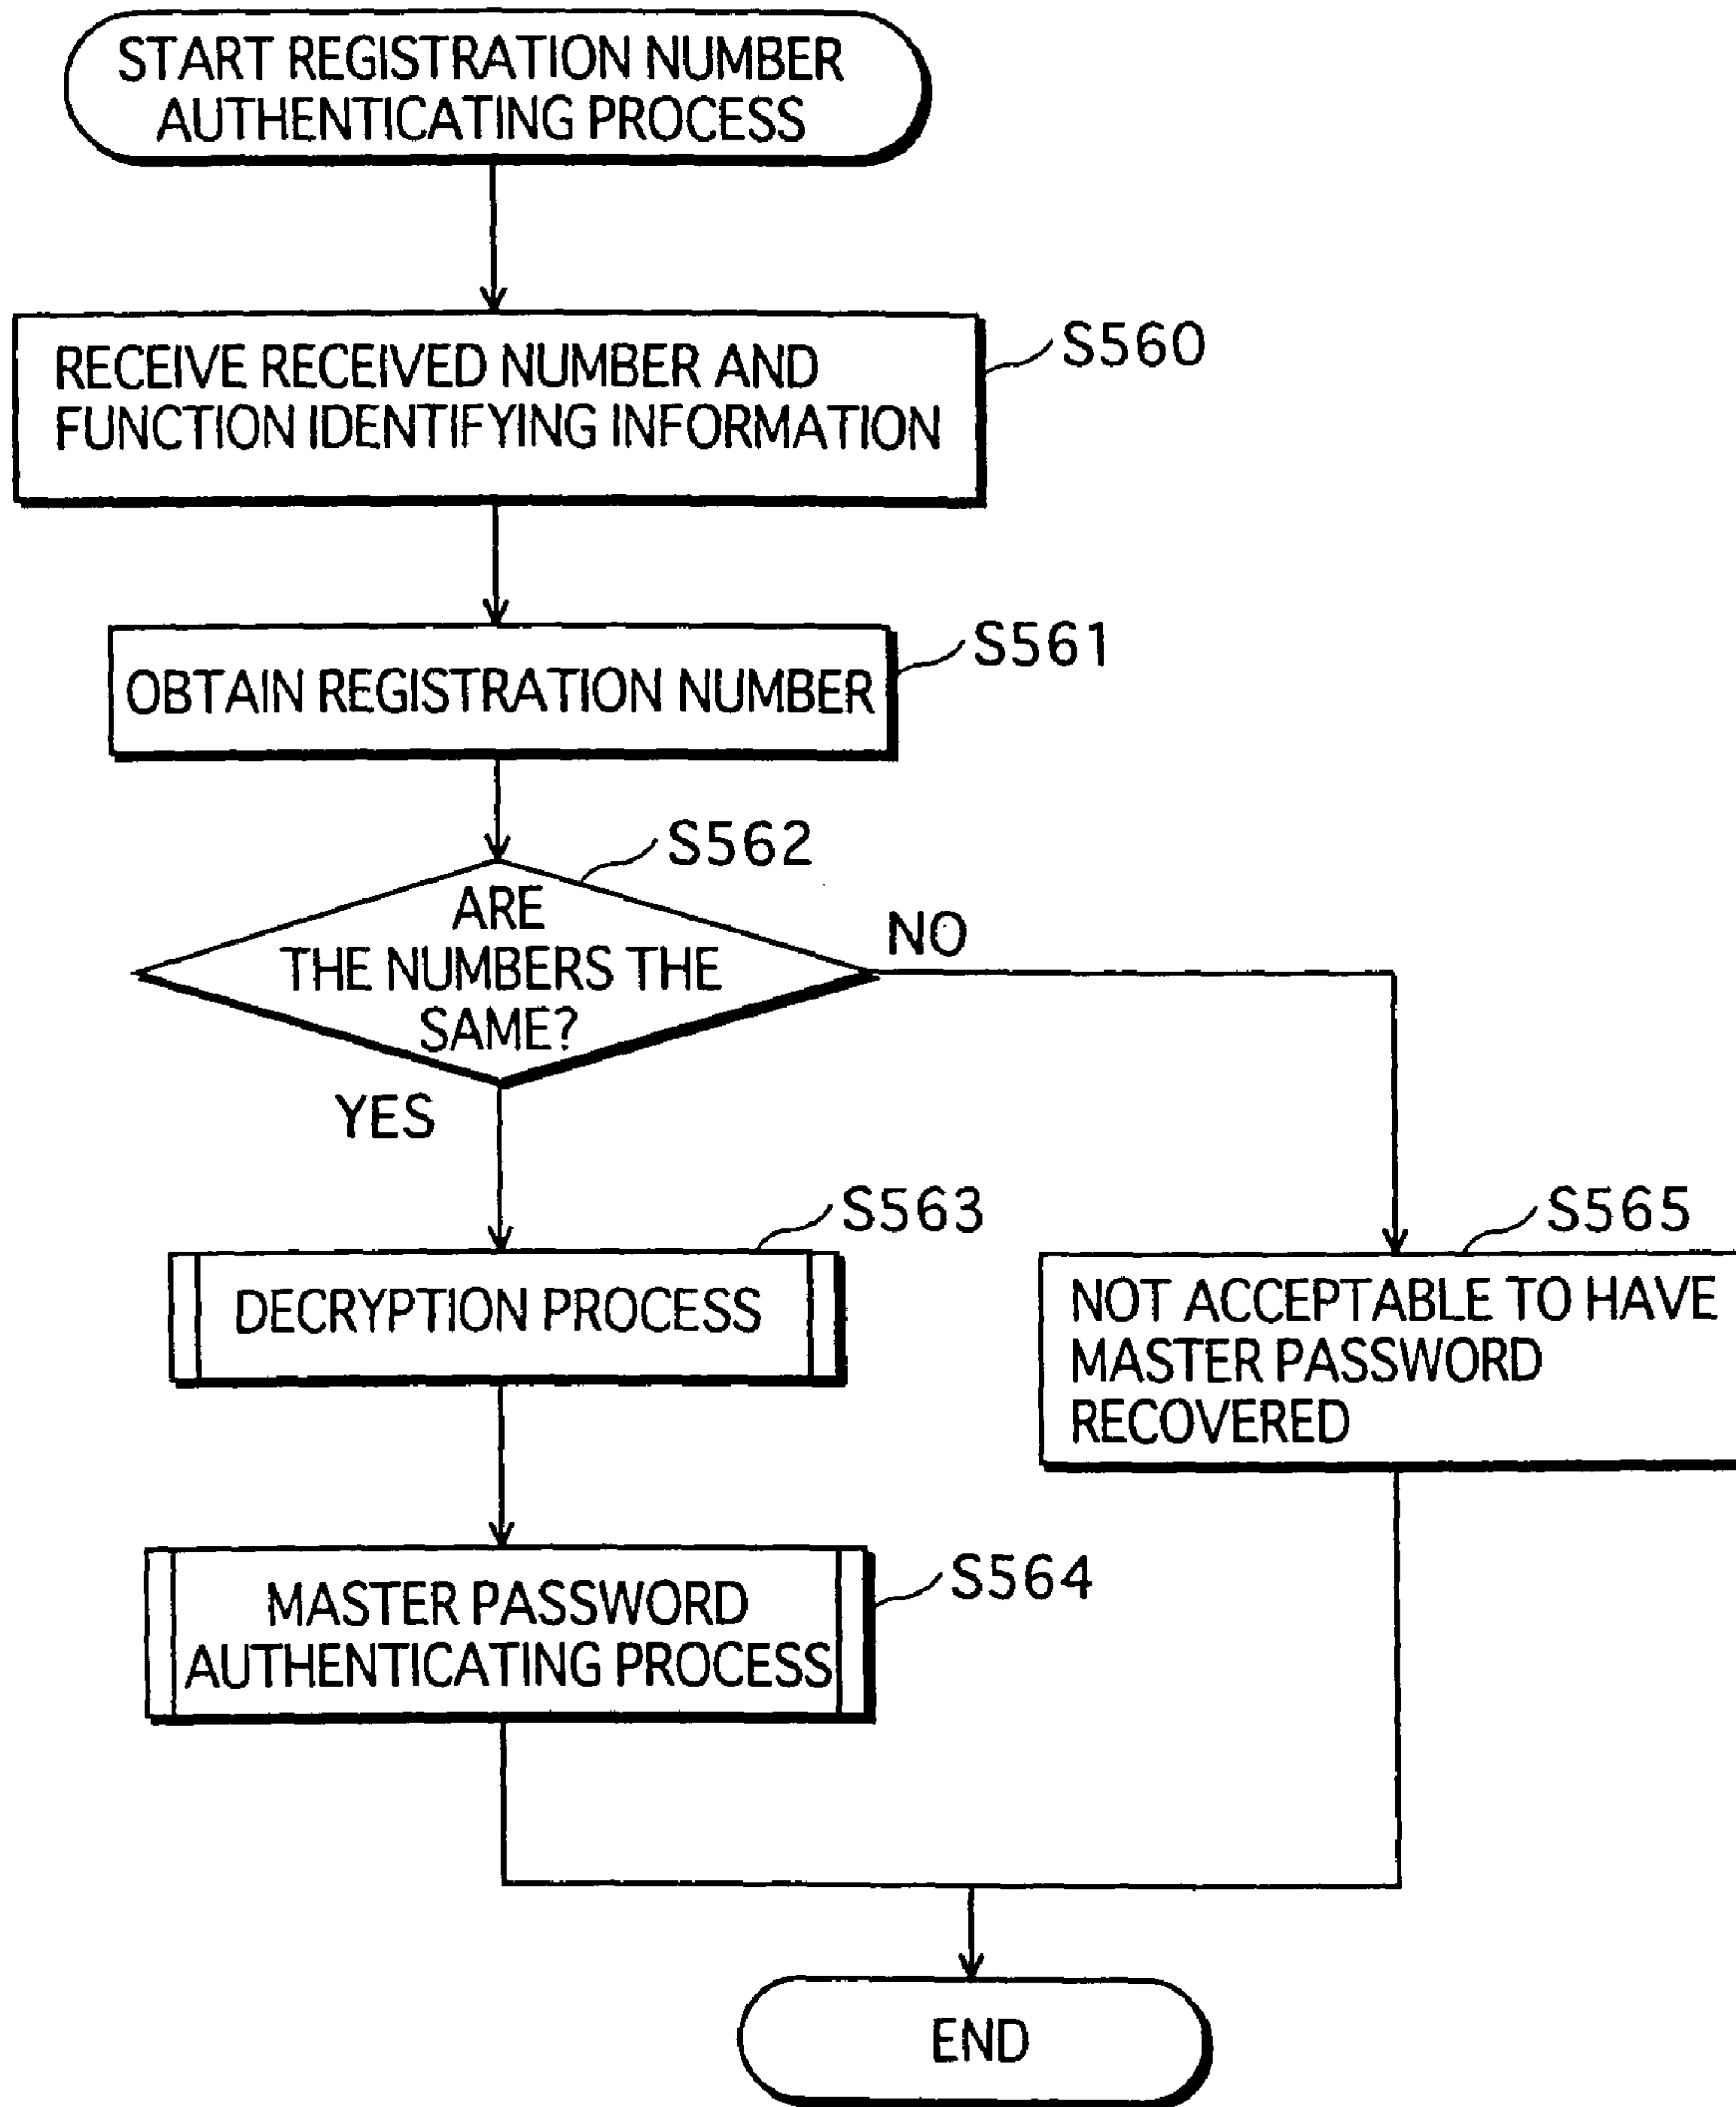 START REGISTRATION NUMBER
AUTHENTICATING PROCESS
RECEIVE RECEIVED NUMBER AND
FUNCTION IDENTIFYING INFORMATION
S560
OBTAIN REGISTRATION NUMBER
S561
S562
ARE
THE NUMBERS THE
SAME?
NO
YES
S563
DECRYPTION PROCESS
S565
NOT ACCEPTABLE TO HAVE
MASTER PASSWORD
RECOVERED
S564
MASTER PASSWORD
AUTHENTICATING PROCESS
END